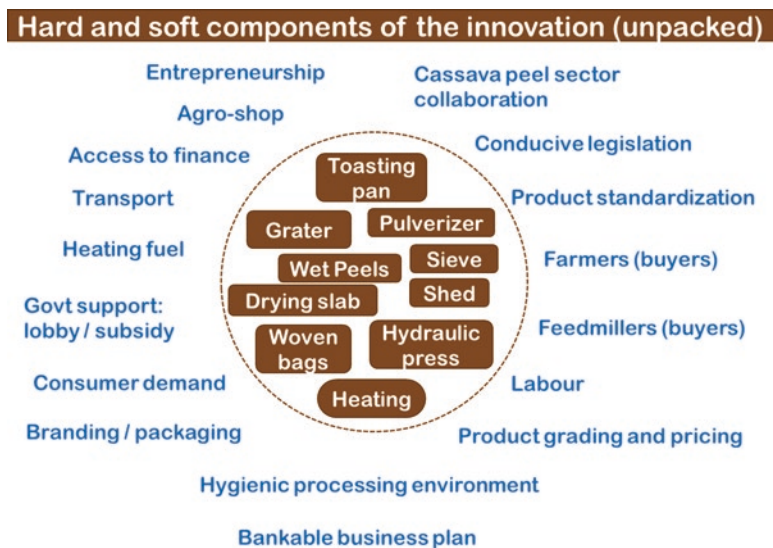 Hard and soft components of the innovation (unpacked)
Entrepreneurship
Cassava peel sector
collaboration
Agro-shop
Conducive legislation
Access to finance
Toasting
pan
Transport
Product standardization
Grater
Pulverizer
Heating fuel
Wet Peels
Sieve
Farmers (buyers)
Drying slab
Shed
Govt support:
lobby / subsidy
Woven
bags
Hydraulic
press
Feedmillers (buyers)
Consumer demand
Heating
Labour
Branding / packaging
Product grading and pricing
Hygienic processing environment
Bankable business plan